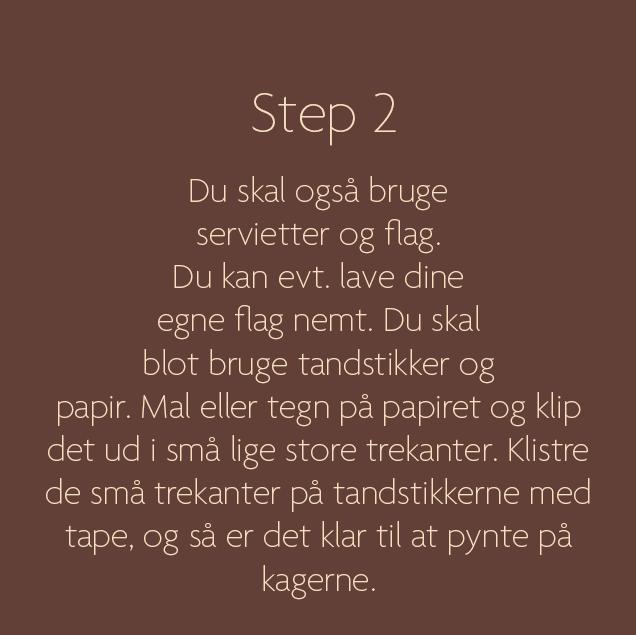 Step 2
Du skal også bruge
servietter og flag.
Du kan evt. lave dine
egne flag nemt. Du skal
blot bruge tandstikker og
papir. Mal eller tegn på papiret og klip
det ud i små lige store trekanter. Klistre
de små trekanter på tandstikkerne med
tape, og så er det klar til at pynte på
kagerne.